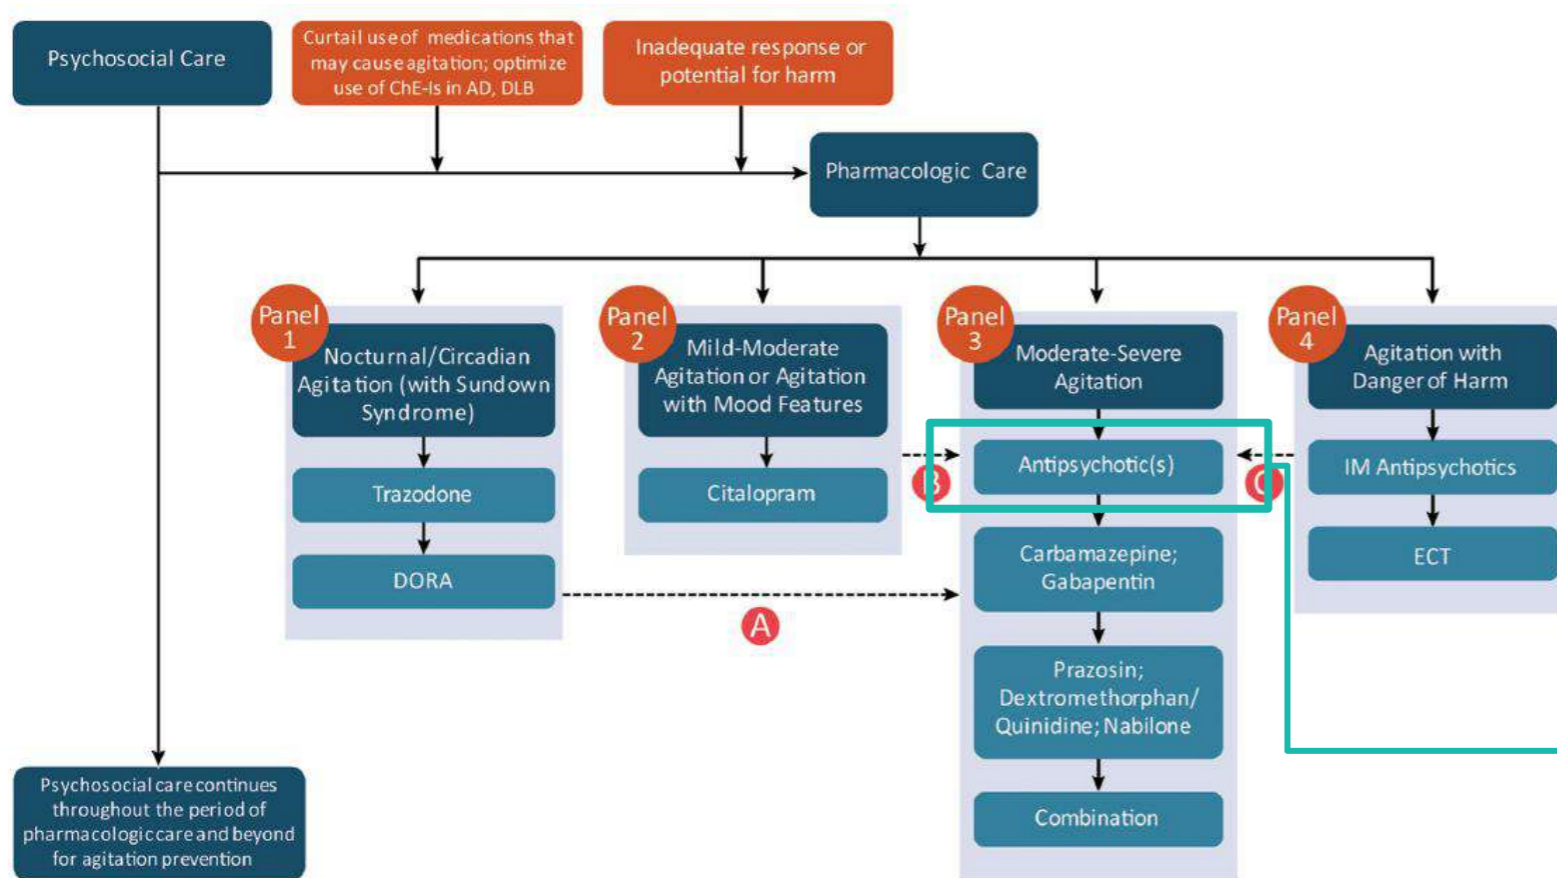 Psychosocial Care
Curtail use of medications that
may cause agitation; optimize
use of ChE-Is in AD, DLB
Inadequate response or
potential for harm
Pharmacologic Care
Panel
1
Nocturnal/Circadian
Agitation (with Sundown
Syndrome)
Trazodone
DORA
Panel
2
Mild-Moderate
Agitation or Agitation
with Mood Features
Citalopram
Panel
3
Moderate-Severe
Agitation
Antipsychotic(s)
Carbamazepine;
Gabapentin
Prazosin;
Dextromethorphan/
Quinidine; Nabilone
Combination
Panel
4
Agitation with
Danger of Harm
IM Antipsychotics
ECT
A
B
C
Psychosocial care continues
throughout the period of
pharmacologic care and beyond
for agitation prevention